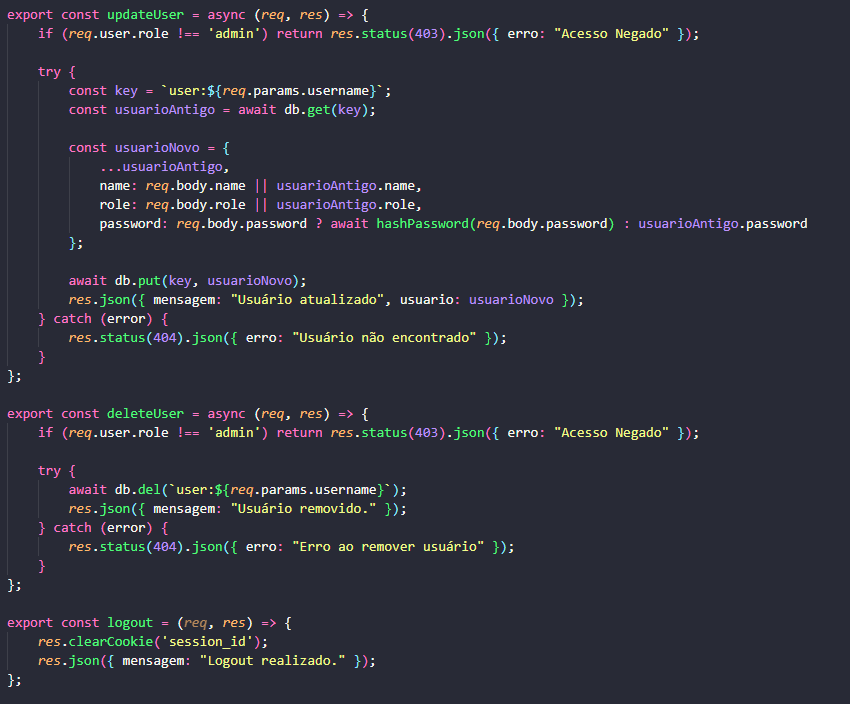 export const updateUser = async (req, res) => {
    if (req.user.role !== 'admin') return res.status(403).json({ erro: "Acesso Negado" });

    try {
        const key = `user:${req.params.username}`;
        const usuarioAntigo = await db.get(key);

        const usuarioNovo = {
            ...usuarioAntigo,
            name: req.body.name || usuarioAntigo.name,
            role: req.body.role || usuarioAntigo.role,
            password: req.body.password ? await hashPassword(req.body.password) : usuarioAntigo.password
        };

        await db.put(key, usuarioNovo);
        res.json({ mensagem: "Usuário atualizado", usuario: usuarioNovo });
    } catch (error) {
        res.status(404).json({ erro: "Usuário não encontrado" });
    }
};

export const deleteUser = async (req, res) => {
    if (req.user.role !== 'admin') return res.status(403).json({ erro: "Acesso Negado" });

    try {
        await db.del(`user:${req.params.username}`);
        res.json({ mensagem: "Usuário removido." });
    } catch (error) {
        res.status(404).json({ erro: "Erro ao remover usuário" });
    }
};

export const logout = (req, res) => {
    res.clearCookie('session_id');
    res.json({ mensagem: "Logout realizado." });
};